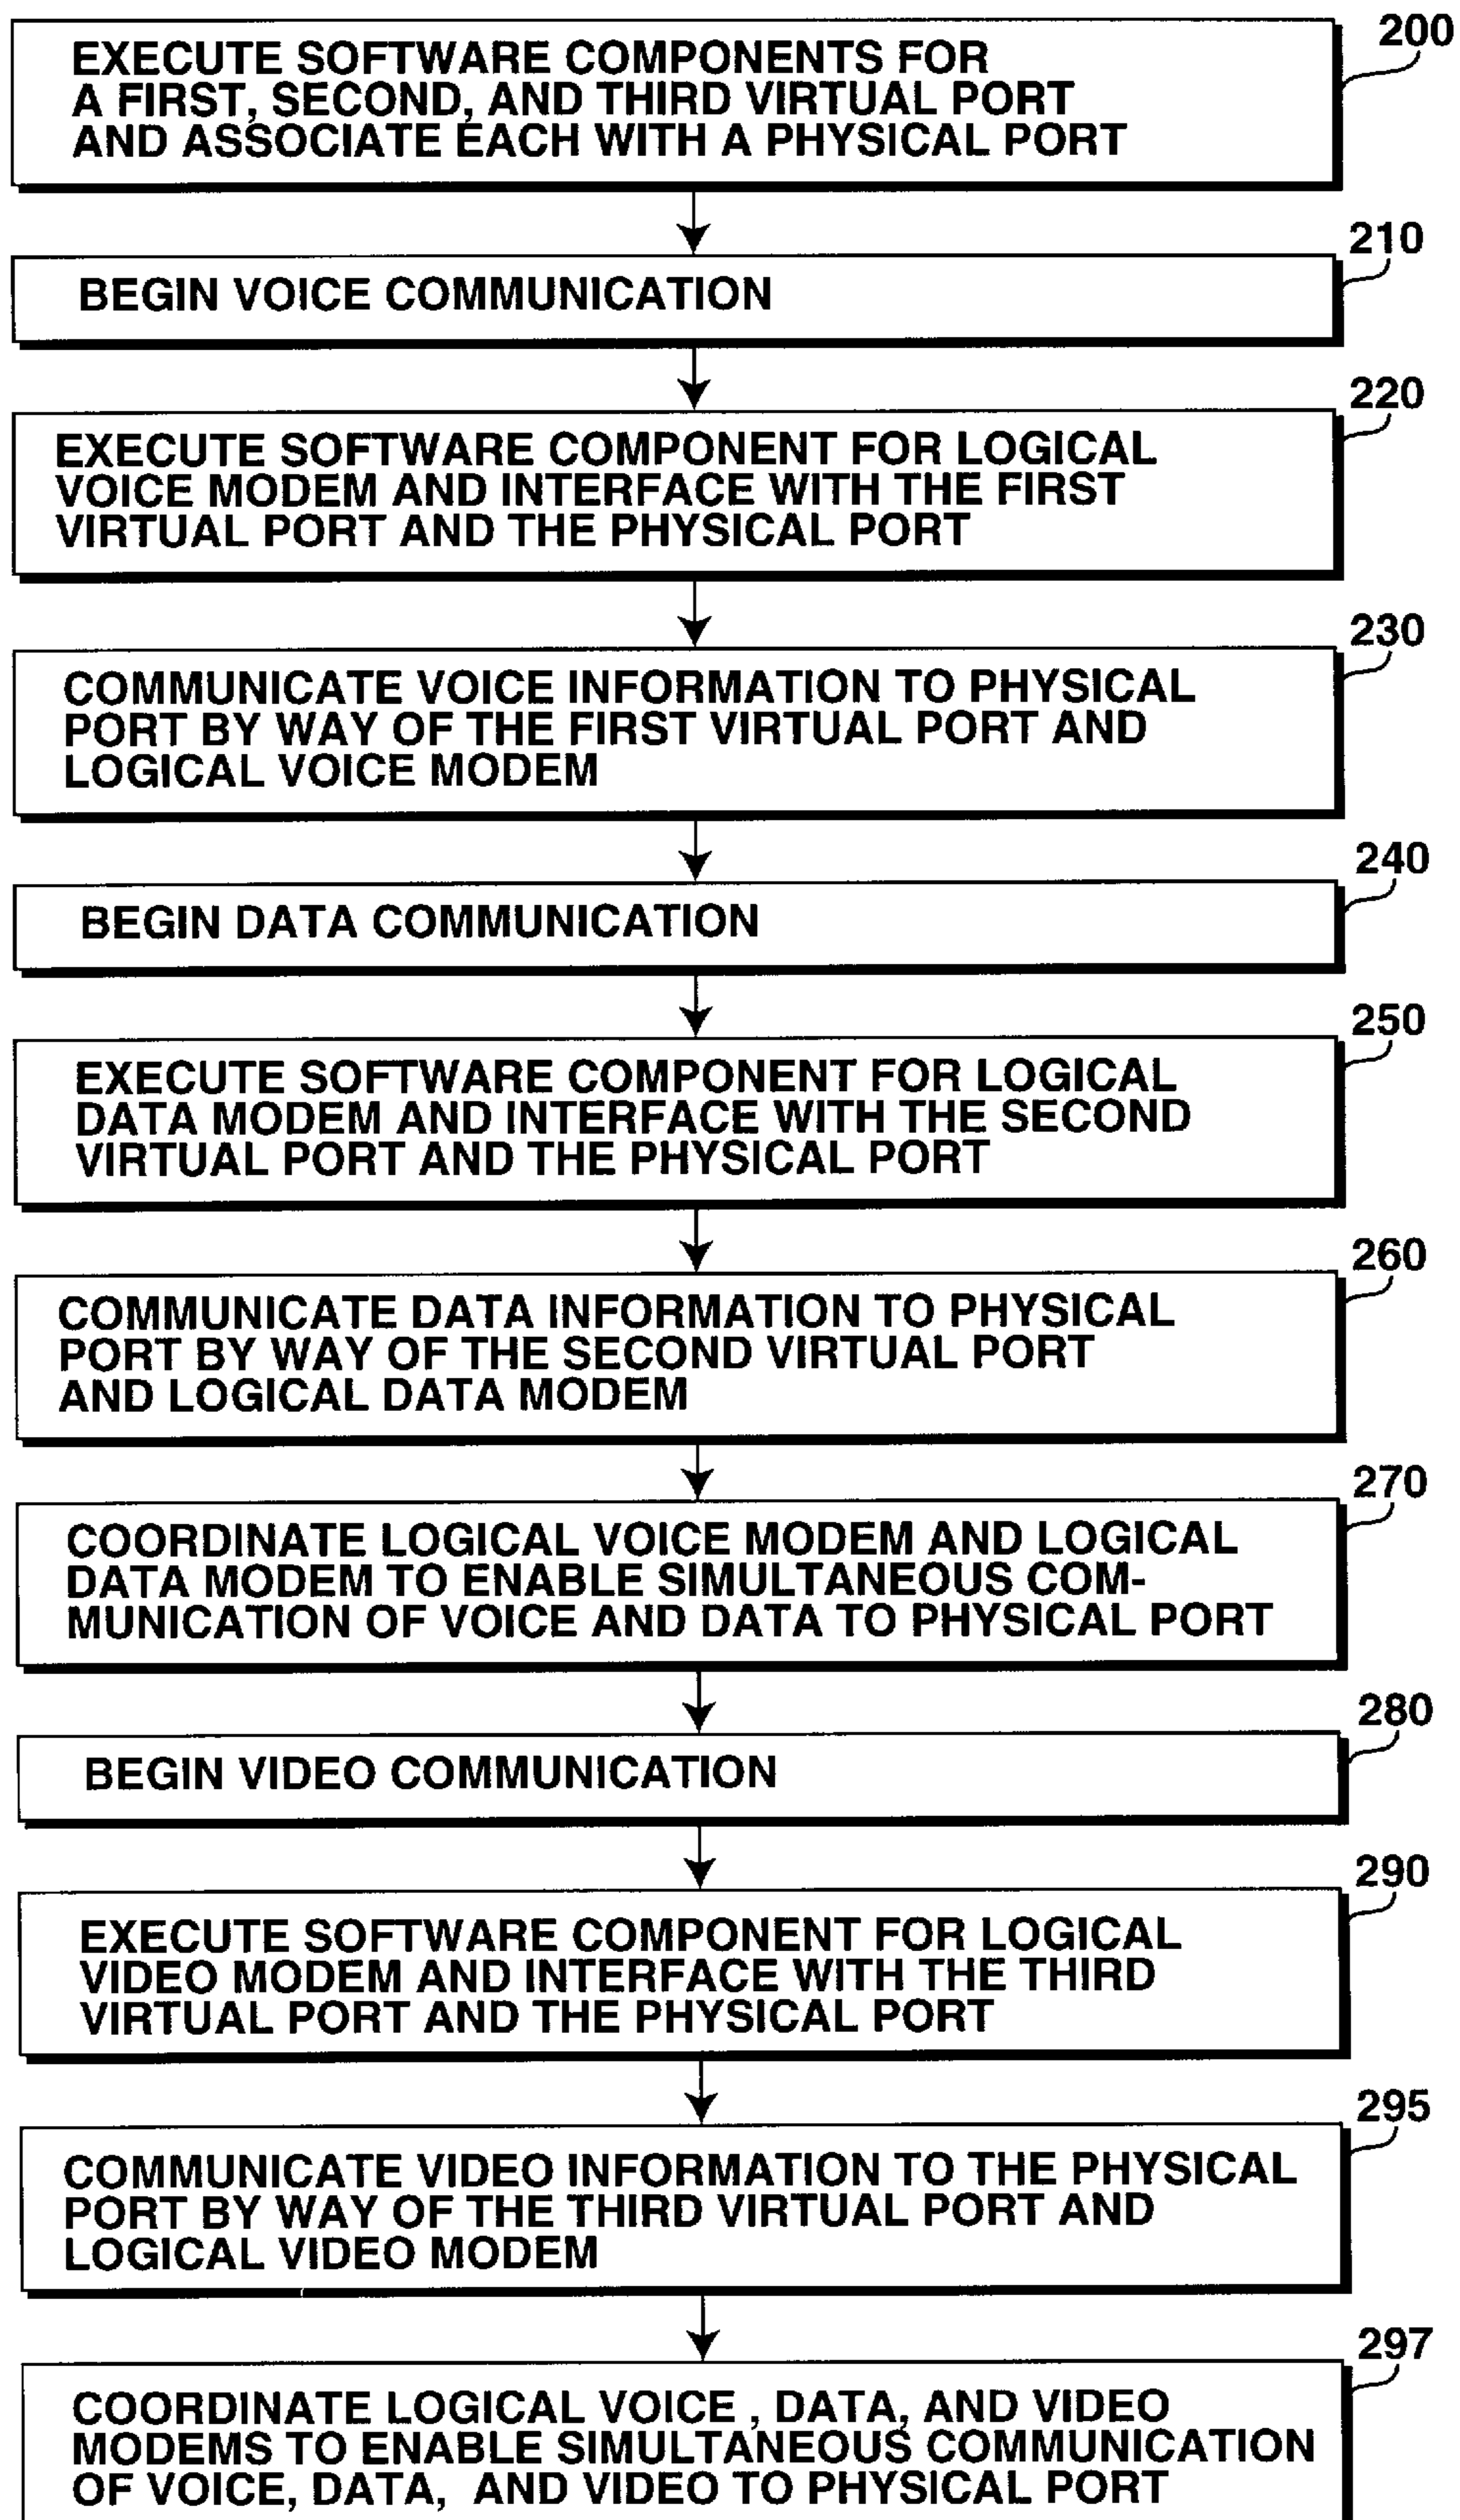 200
EXECUTE SOFTWARE COMPONENTS FOR
A FIRST, SECOND, AND THIRD VIRTUAL PORT
AND ASSOCIATE EACH WITH A PHYSICAL PORT
210
BEGIN VOICE COMMUNICATION
220
EXECUTE SOFTWARE COMPONENT FOR LOGICAL
VOICE MODEM AND INTERFACE WITH THE FIRST
VIRTUAL PORT AND THE PHYSICAL PORT
230
COMMUNICATE VOICE INFORMATION TO PHYSICAL
PORT BY WAY OF THE FIRST VIRTUAL PORT AND
LOGICAL VOICE MODEM
240
BEGIN DATA COMMUNICATION
250
EXECUTE SOFTWARE COMPONENT FOR LOGICAL
DATA MODEM AND INTERFACE WITH THE SECOND
VIRTUAL PORT AND THE PHYSICAL PORT
260
COMMUNICATE DATA INFORMATION TO PHYSICAL
PORT BY WAY OF THE SECOND VIRTUAL PORT
AND LOGICAL DATA MODEM
270
COORDINATE LOGICAL VOICE MODEM AND LOGICAL
DATA MODEM TO ENABLE SIMULTANEOUS COM-
MUNICATION OF VOICE AND DATA TO PHYSICAL PORT
280
BEGIN VIDEO COMMUNICATION
290
EXECUTE SOFTWARE COMPONENT FOR LOGICAL
VIDEO MODEM AND INTERFACE WITH THE THIRD
VIRTUAL PORT AND THE PHYSICAL PORT
295
COMMUNICATE VIDEO INFORMATION TO THE PHYSICAL
PORT BY WAY OF THE THIRD VIRTUAL PORT AND
LOGICAL VIDEO MODEM
297
COORDINATE LOGICAL VOICE , DATA, AND VIDEO
MODEMS TO ENABLE SIMULTANEOUS COMMUNICATION
OF VOICE, DATA, AND VIDEO TO PHYSICAL PORT